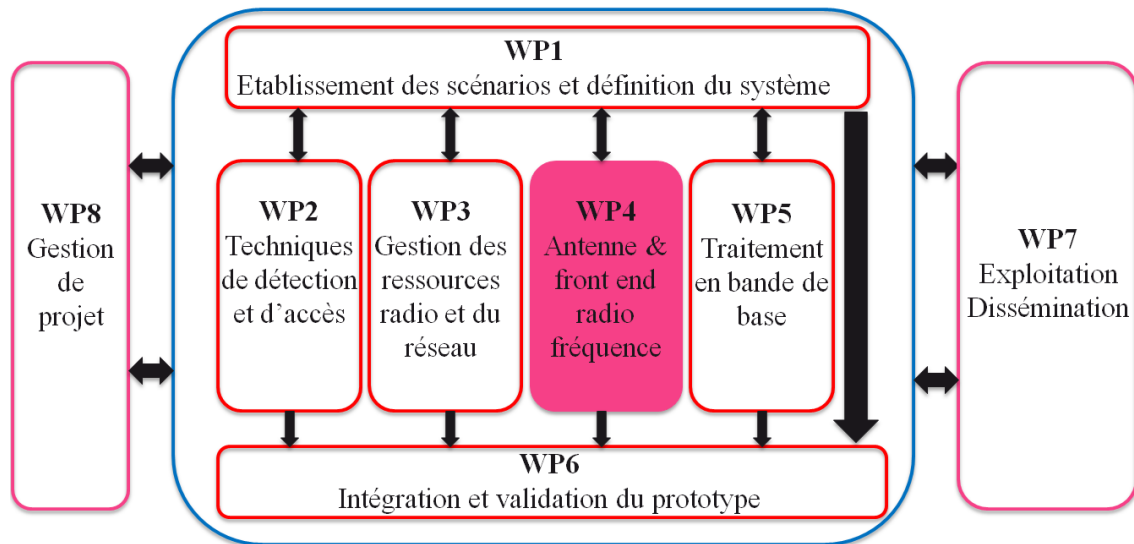 WP1
Etablissement des scénarios et définition du système
WP8
Gestion
de
projet
WP2
Techniques
de détection
et d’accès
WP3
Gestion des
ressources
radio et du
réseau
WP4
Antenne &
front end
radio
fréquence
WP5
Traitement
en bande de
base
WP7
Exploitation
Dissémination
WP6
Intégration et validation du prototype